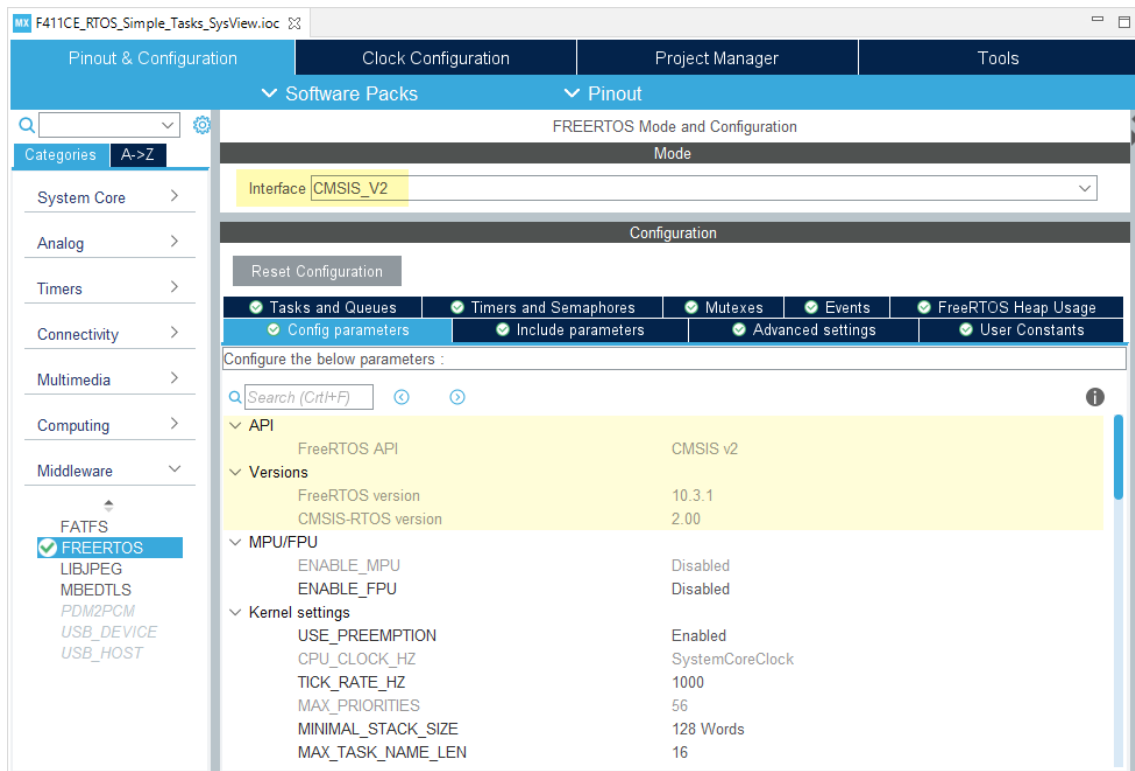 MX F411CE_RTOS_Simple_Tasks_SysView.ioc
Pinout & Configuration Clock Configuration Project Manager Tools
Software Packs Pinout
FREERTOS Mode and Configuration
Categories A->Z
Mode
System Core
Interface CMSIS_V2
Analog
Configuration
Timers
Reset Configuration
Connectivity
Tasks and Queues Timers and Semaphores Mutexes Events FreeRTOS Heap Usage
Config parameters Include parameters Advanced settings User Constants
Configure the below parameters :
Multimedia
Search (Crtl+F)
Computing
API
FreeRTOS API CMSIS v2
Middleware
Versions
FreeRTOS version 10.3.1
CMSIS-RTOS version 2.00
FATFS
FREERTOS
LIBJPEG
MBEDTLS
PDM2PCM
USB_DEVICE
USB_HOST
MPU/FPU
ENABLE_MPU Disabled
ENABLE_FPU Disabled
Kernel settings
USE_PREEMPTION Enabled
CPU_CLOCK_HZ SystemCoreClock
TICK_RATE_HZ 1000
MAX_PRIORITIES 56
MINIMAL_STACK_SIZE 128 Words
MAX_TASK_NAME_LEN 16